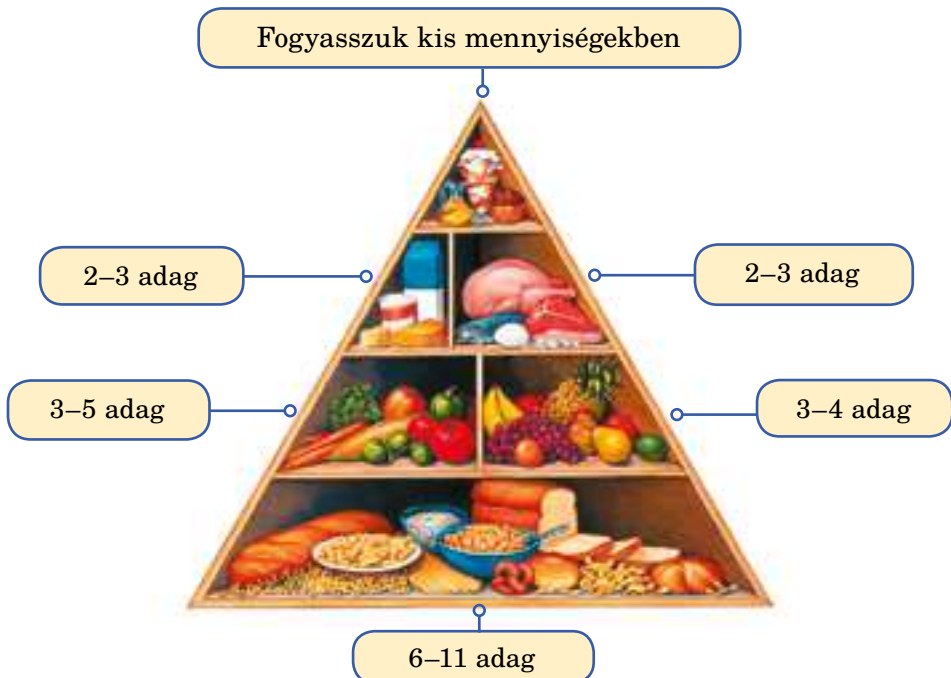 Fogyasszuk kis mennyiségekben
2–3 adag
2–3 adag
3–5 adag
3–4 adag
6–11 adag